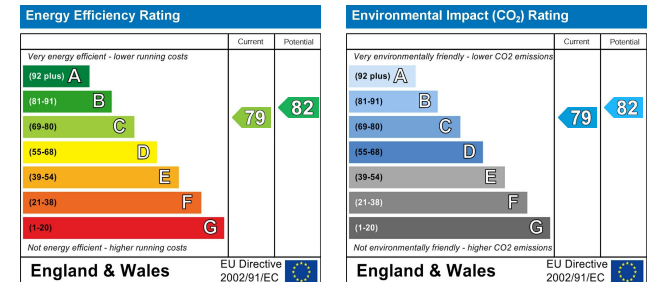 Energy Efficiency Rating
Current Potential
Very energy efficient - lower running costs
(92 plus) A
(81-91) B
(69-80) C
(55-68) D
(39-54) E
(21-38) F
(1-20) G
79
82
Not energy efficient - higher running costs
England & Wales
EU Directive
2002/91/EC
Environmental Impact (CO₂) Rating
Current Potential
Very environmentally friendly - lower CO2 emissions
(92 plus) A
(81-91) B
(69-80) C
(55-68) D
(39-54) E
(21-38) F
(1-20) G
79
82
Not environmentally friendly - higher CO2 emissions
England & Wales
EU Directive
2002/91/EC